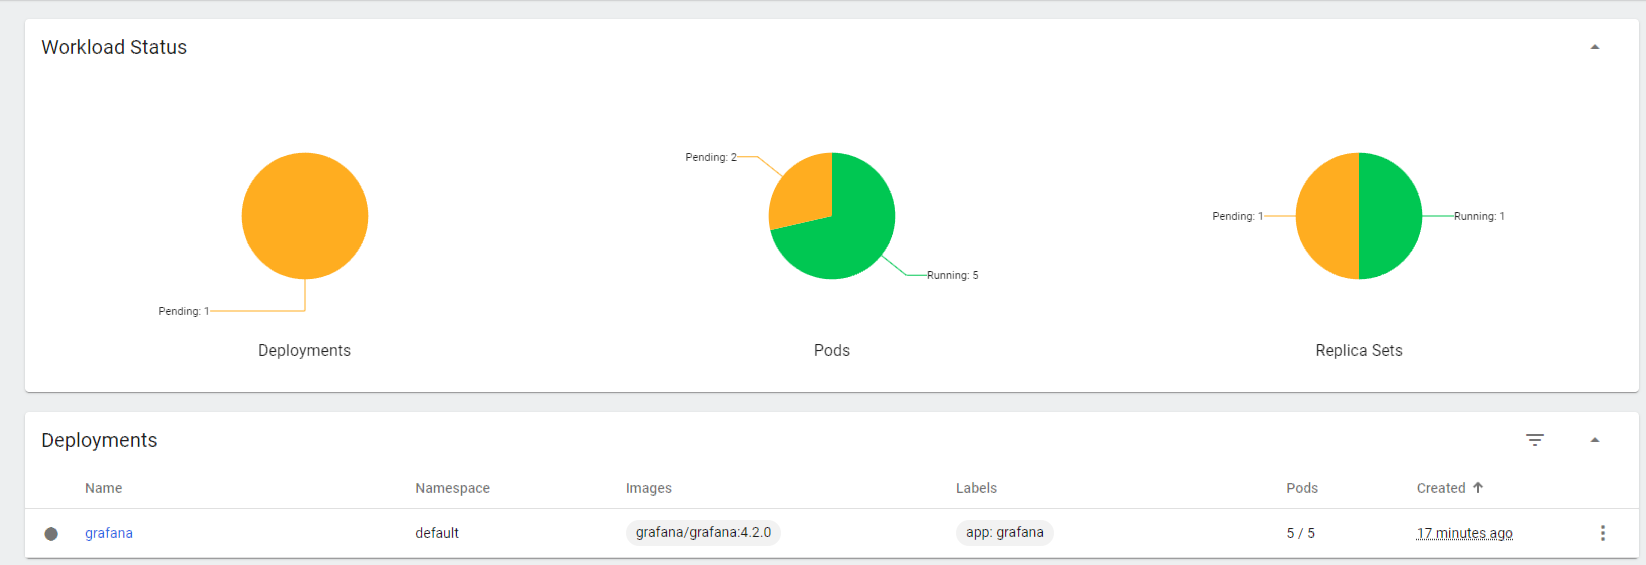 Workload Status
Pending: 1
Deployments
Pending: 2
Running: 5
Pods
Pending: 1
Running: 1
Replica Sets
Deployments
Name Namespace Images Labels Pods Created
grafana default grafana/grafana:4.2.0 app: grafana 5 / 5 17 minutes ago